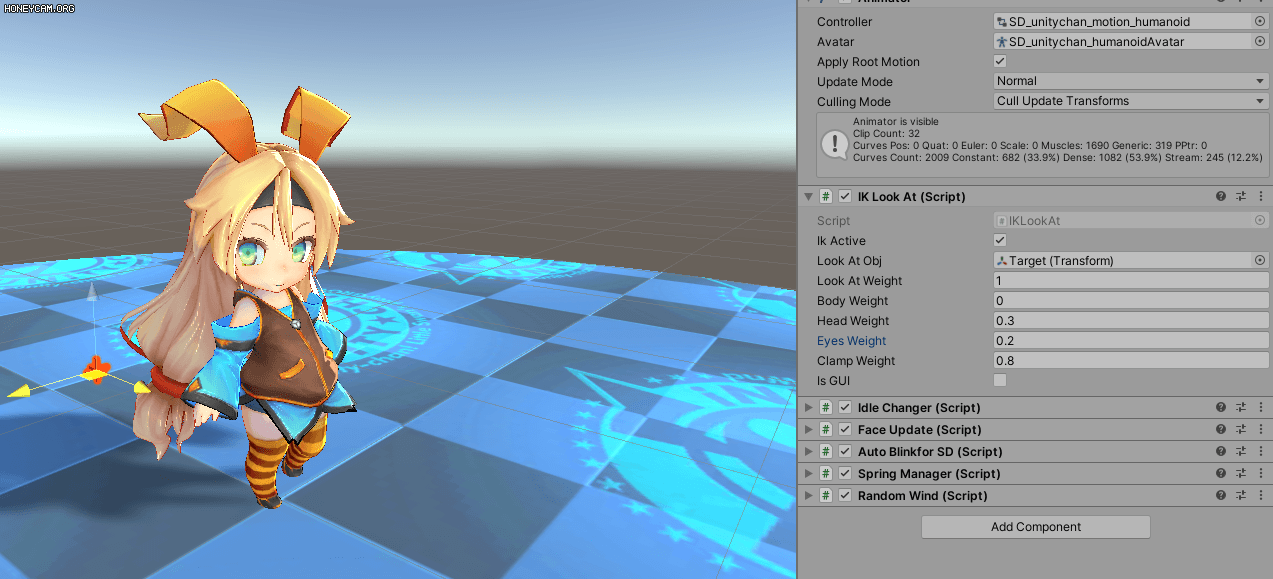 HONEYCAM.ORG
Animator
Controller SD_unitychan_motion_humanoid
Avatar SD_unitychan_humanoidAvatar
Apply Root Motion
Update Mode Normal
Culling Mode Cull Update Transforms
Animator is visible
Clip Count: 32
Curves Pos: 0 Quat: 0 Euler: 0 Scale: 0 Muscles: 1690 Generic: 319 PPtr: 0
Curves Count: 2009 Constant: 682 (33.9%) Dense: 1082 (53.9%) Stream: 245 (12.2%)
# IK Look At (Script)
Script # IKLookAt
Ik Active
Look At Obj Target (Transform)
Look At Weight 1
Body Weight 0
Head Weight 0.3
Eyes Weight 0.2
Clamp Weight 0.8
Is GUI
# Idle Changer (Script)
# Face Update (Script)
# Auto Blinkfor SD (Script)
# Spring Manager (Script)
# Random Wind (Script)
Add Component